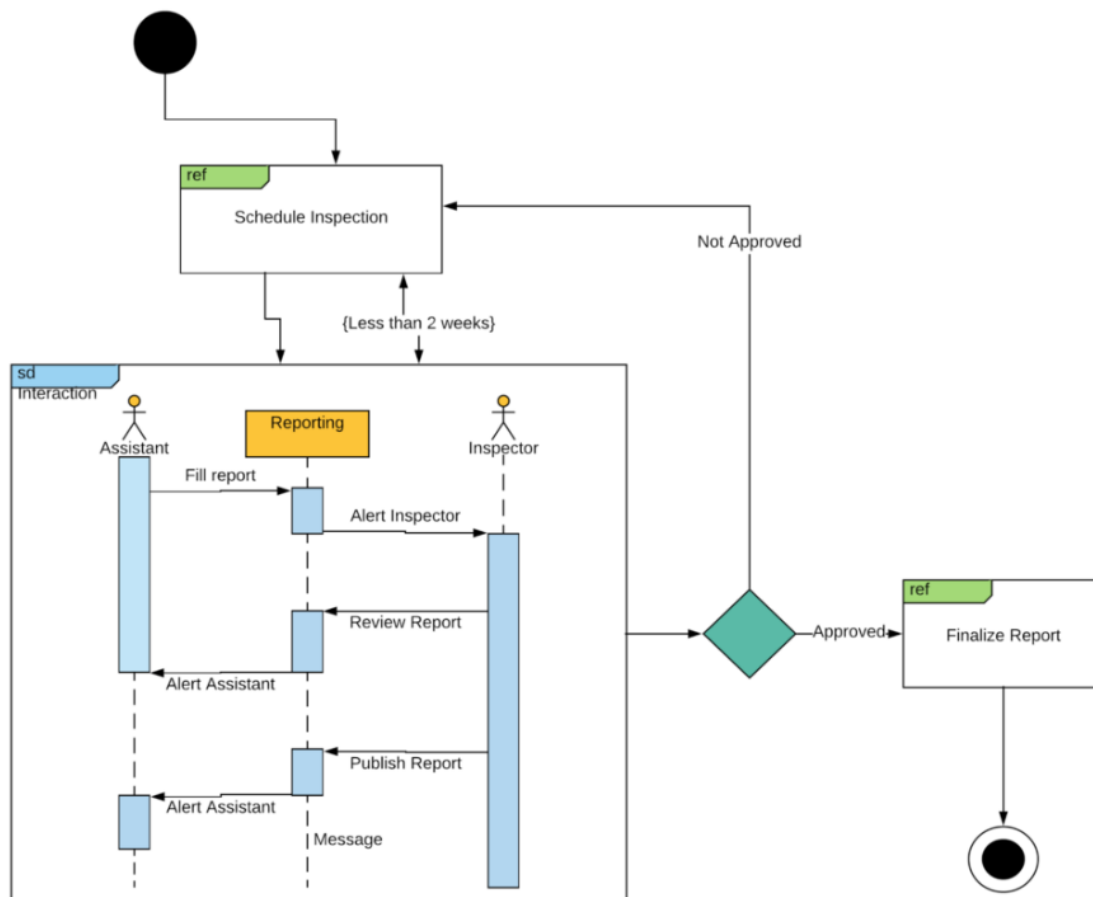 ref
Schedule Inspection
Not Approved
{Less than 2 weeks}
sd
Interaction
Reporting
Assistant
Inspector
Fill report
Alert Inspector
Review Report
Alert Assistant
Publish Report
Alert Assistant
Message
Approved
ref
Finalize Report